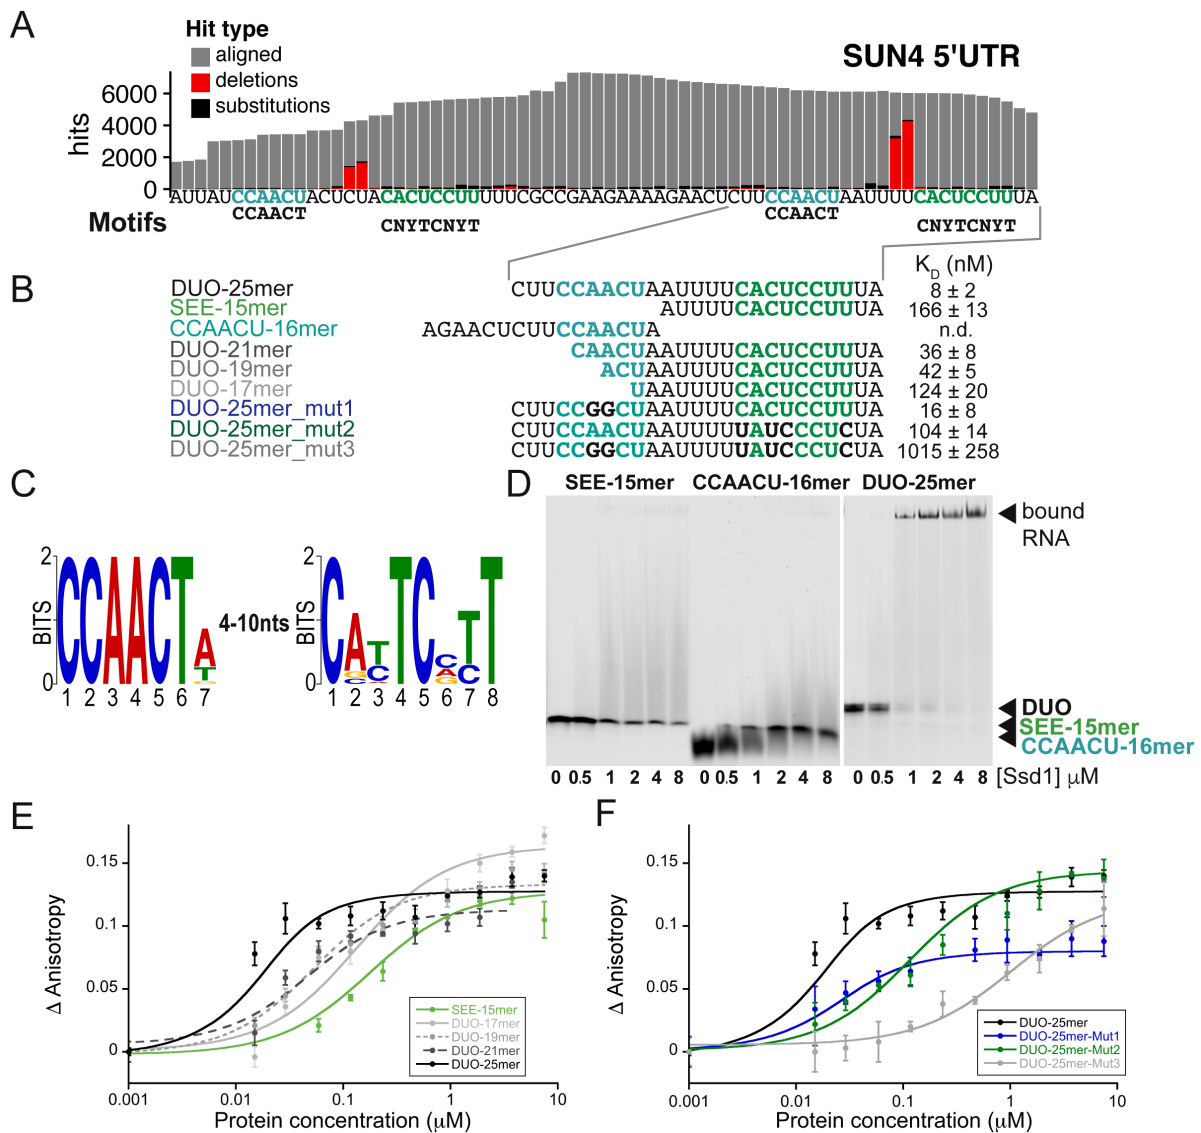 A
Hit type
aligned
deletions
substitutions
SUN4 5'UTR
hits
6000
4000
2000
0
AUUAUCCAACUACUCUACACUCCUUUUUCGCCGAAGAAAAGAACUCUUCCAACUAAUUUUCACUCCUUUA
Motifs
CCAACT
CNYTCNYT
CCAACT
CNYTCNYT
B
K_D (nM)
DUO-25mer CUUCCAACUAAUUUUCACUCCUUUA 8 ± 2
SEE-15mer AUUUUCACUCCUUUA 166 ± 13
CCAACU-16mer AGAACUCUUCCAACUA n.d.
DUO-21mer CAACUAAUUUUCACUCCUUUA 36 ± 8
DUO-19mer ACUAAUUUUCACUCCUUUA 42 ± 5
DUO-17mer UAAUUUUCACUCCUUUA 124 ± 20
DUO-25mer_mut1 CUUCCGGCUAAUUUUCACUCCUUUA 16 ± 8
DUO-25mer_mut2 CUUCCAACUAAUUUUUAUCCCUCUA 104 ± 14
DUO-25mer_mut3 CUUCCGGCUAAUUUUUAUCCCUCUA 1015 ± 258
C
2
BITS
0
1 2 3 4 5 6 7
CCAACTA
T
4-10nts
2
BITS
0
1 2 3 4 5 6 7 8
CATTCCTT
GCAC
CG
D
SEE-15mer CCAACU-16mer DUO-25mer
bound
RNA
DUO
SEE-15mer
CCAACU-16mer
0 0.5 1 2 4 8 0 0.5 1 2 4 8 0 0.5 1 2 4 8 [Ssd1] µM
E
Δ Anisotropy
0.15
0.1
0.05
0
0.001 0.01 0.1 1 10
Protein concentration (µM)
SEE-15mer
DUO-17mer
DUO-19mer
DUO-21mer
DUO-25mer
F
Δ Anisotropy
0.15
0.1
0.05
0
0.001 0.01 0.1 1 10
Protein concentration (µM)
DUO-25mer
DUO-25mer-Mut1
DUO-25mer-Mut2
DUO-25mer-Mut3